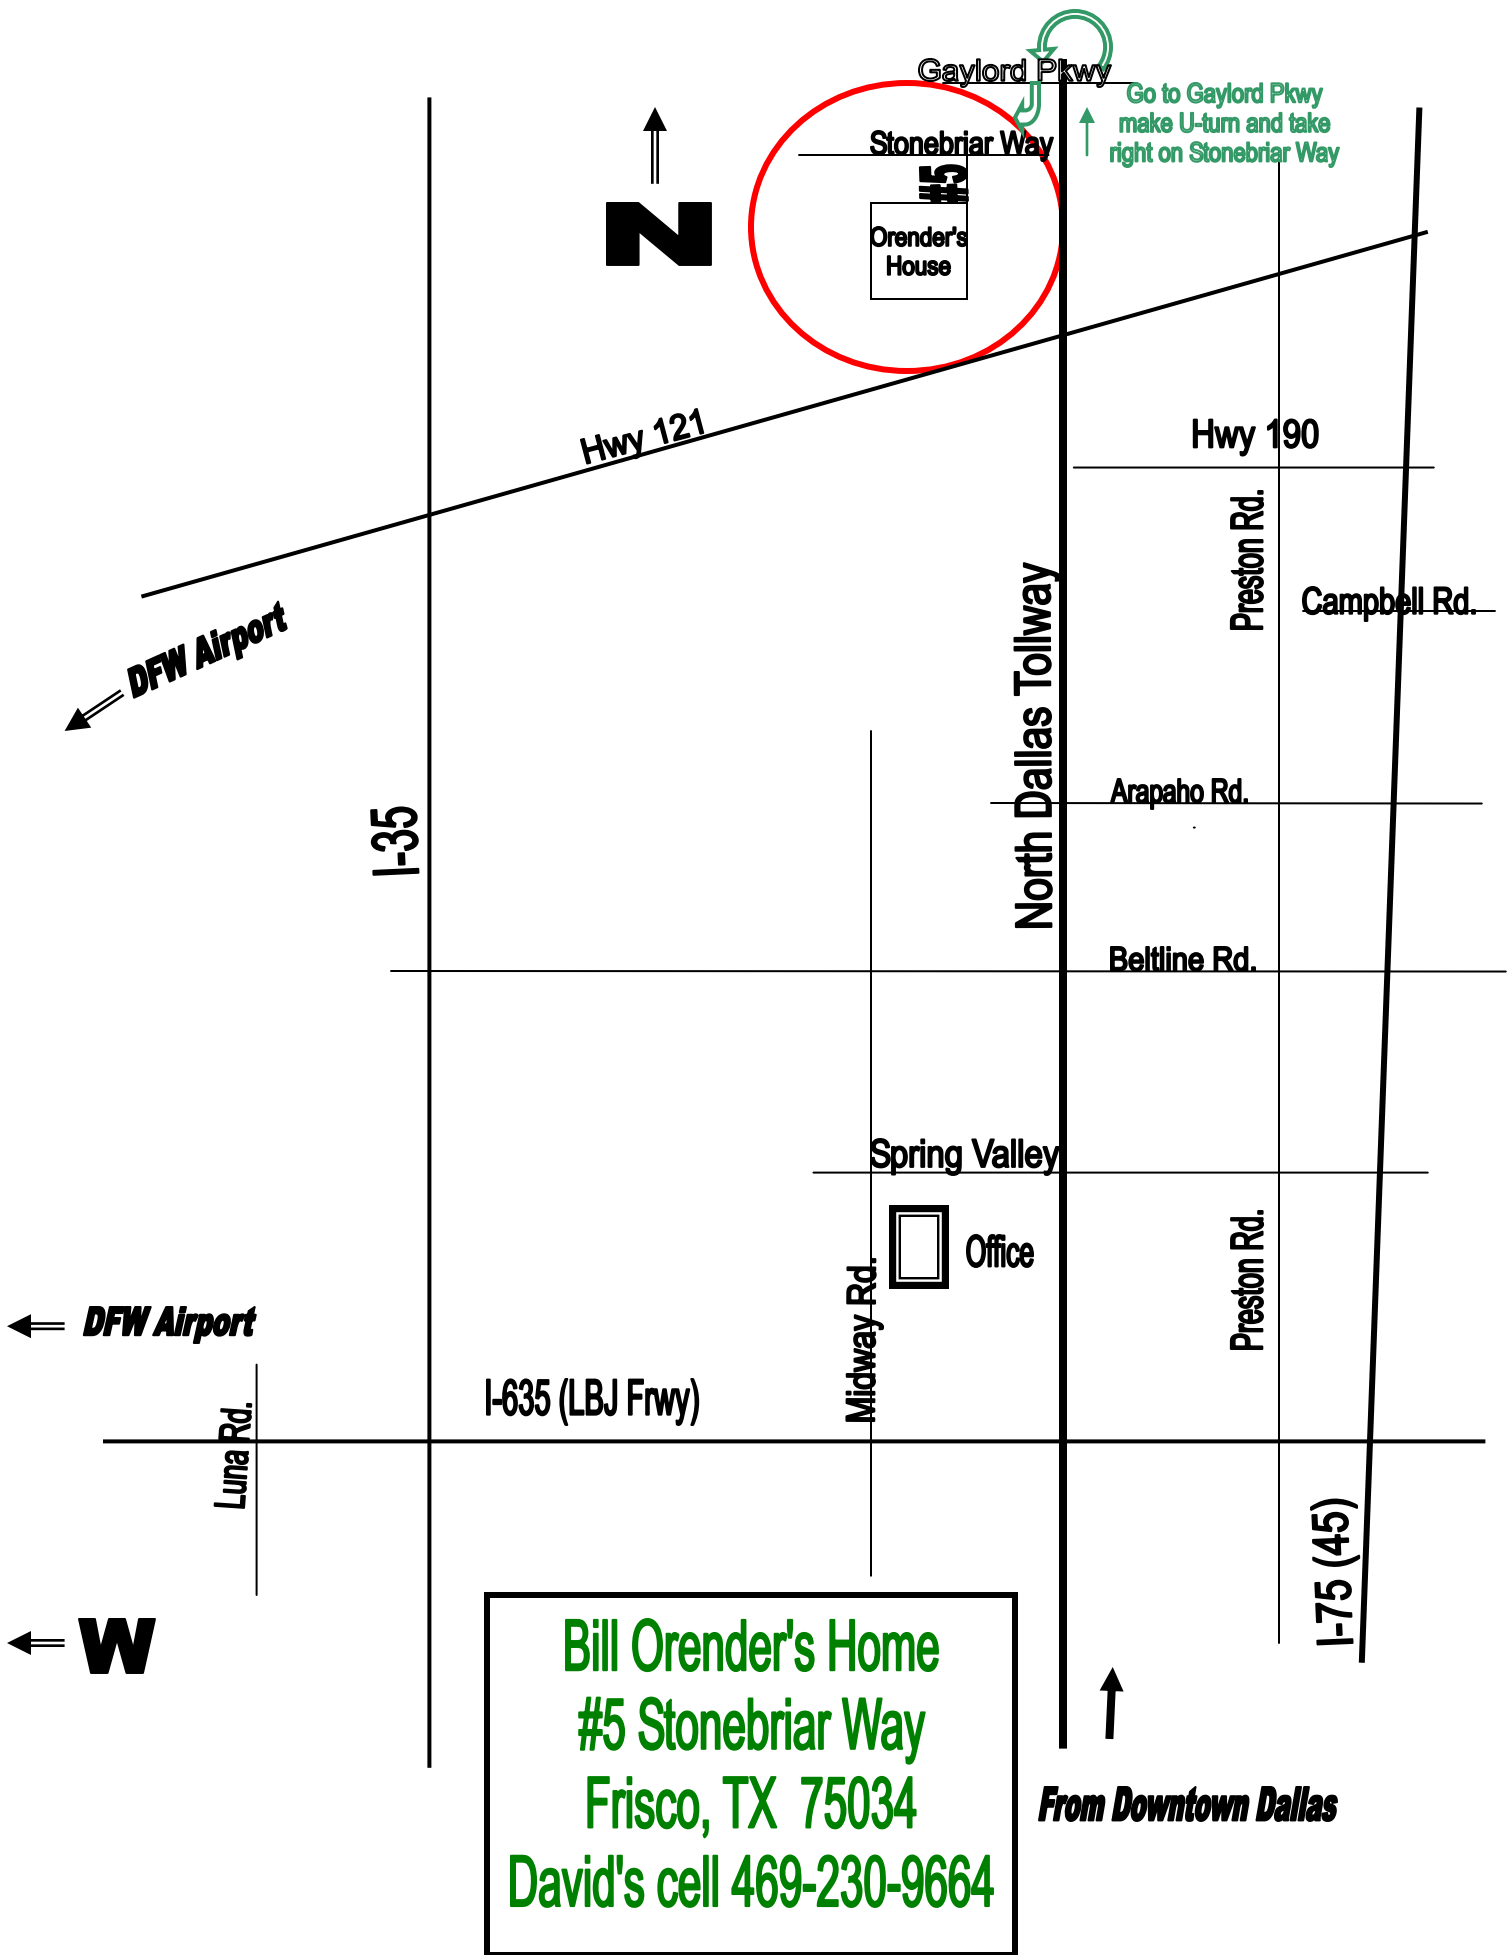 Gaylord Pkwy
Go to Gaylord Pkwy
make U-turn and take
right on Stonebriar Way
Stonebriar Way
#5
N
Orender's
House
Hwy 121
Hwy 190
Preston Rd.
Campbell Rd.
DFW Airport
North Dallas Tollway
Arapaho Rd.
I-35
Beltline Rd.
Spring Valley
Office
Preston Rd.
Midway Rd.
DFW Airport
I-635 (LBJ Frwy)
Luna Rd.
I-75 (45)
W
Bill Orender's Home
#5 Stonebriar Way
Frisco, TX  75034
David's cell 469-230-9664
From Downtown Dallas